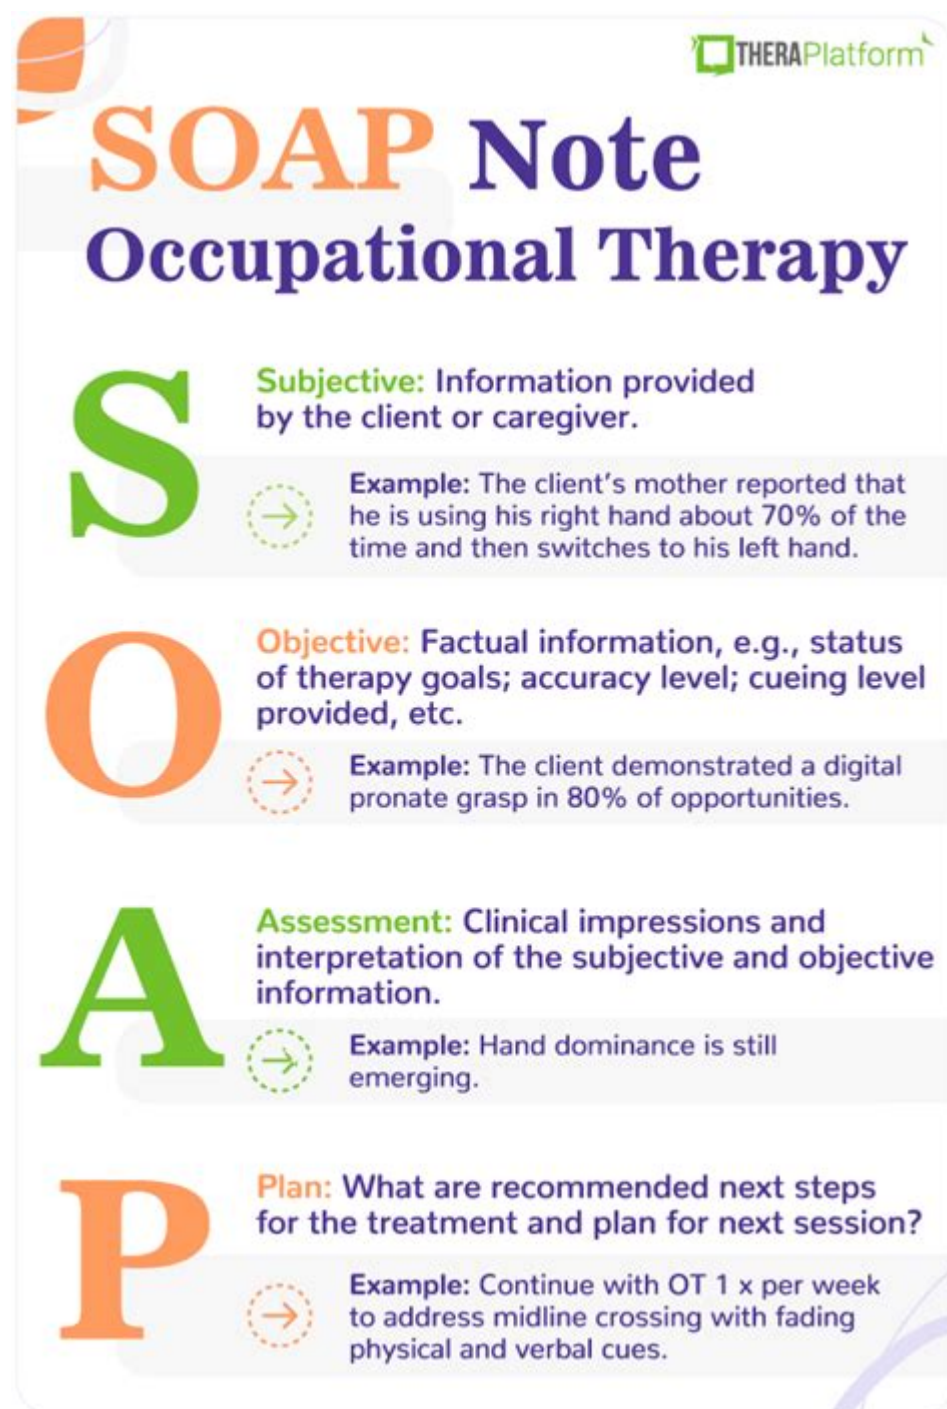 THERAPlatform
SOAP Note
Occupational Therapy
S
Subjective: Information provided
by the client or caregiver.
Example: The client's mother reported that
he is using his right hand about 70% of the
time and then switches to his left hand.
O
Objective: Factual information, e.g., status
of therapy goals; accuracy level; cueing level
provided, etc.
Example: The client demonstrated a digital
pronate grasp in 80% of opportunities.
A
Assessment: Clinical impressions and
interpretation of the subjective and objective
information.
Example: Hand dominance is still
emerging.
P
Plan: What are recommended next steps
for the treatment and plan for next session?
Example: Continue with OT 1 x per week
to address midline crossing with fading
physical and verbal cues.